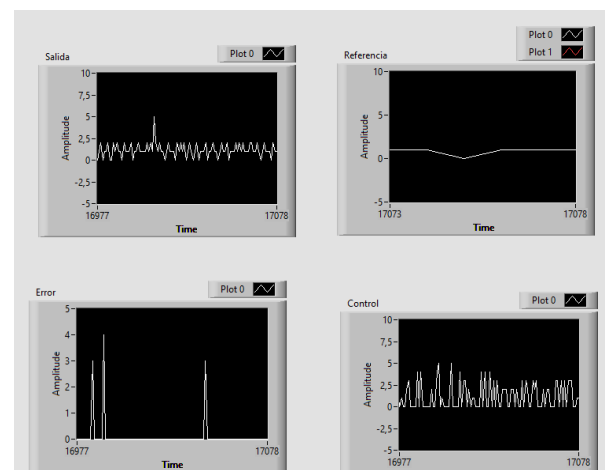 Salida
Plot 0
10-
7,5-
5-
2,5-
0-
-2,5-
-5-
Amplitude
16977
17078
Time
Referencia
Plot 0
Plot 1
10-
5-
0-
-5-
Amplitude
17073
17078
Time
Error
Plot 0
5-
4-
3-
2-
1-
0-
Amplitude
16977
17078
Time
Control
Plot 0
10-
7,5-
5-
2,5-
0-
-2,5-
-5-
Amplitude
16977
17078